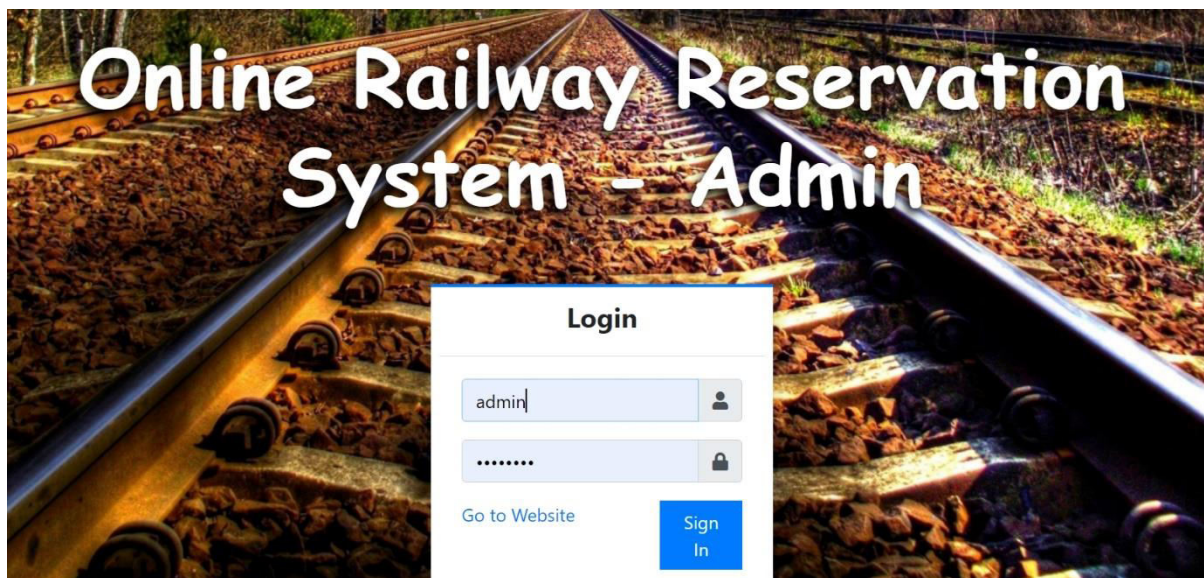 Online Railway Reservation
System - Admin
Login
admin
••••••••
Go to Website
Sign
In